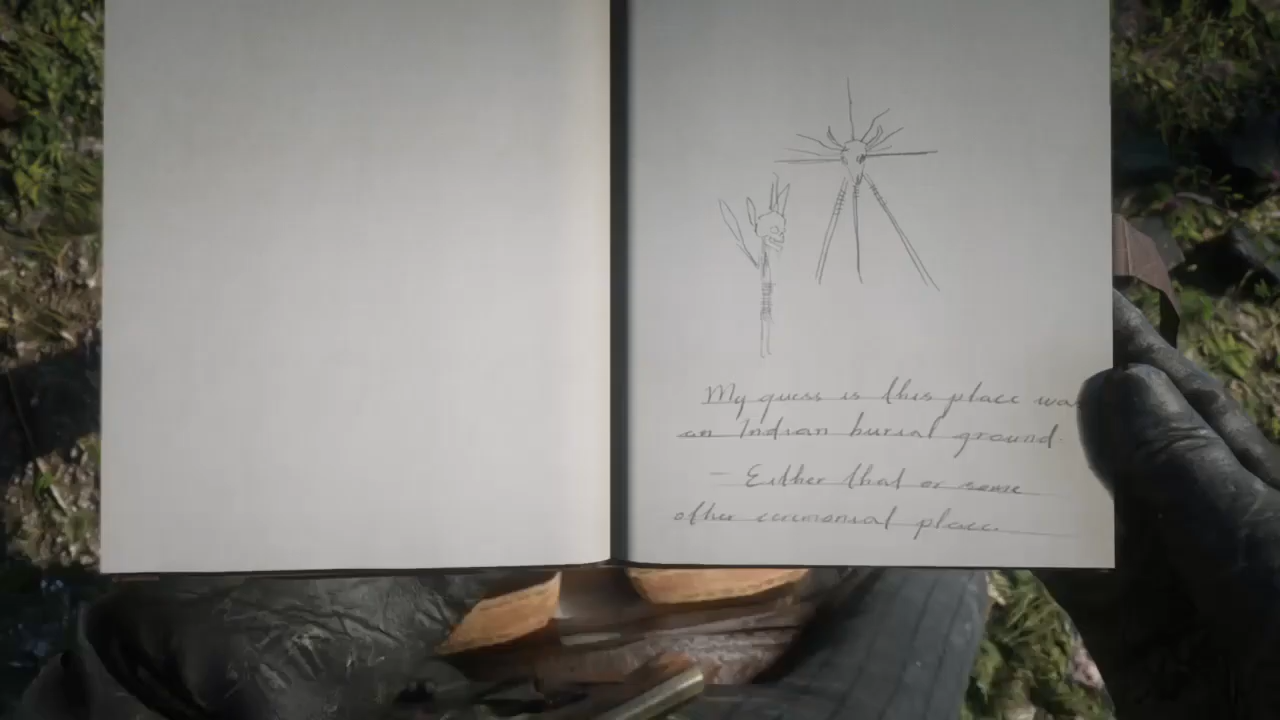 My guess is this place was
an Indian burial ground.
— Either that or some
other ceremonial place.